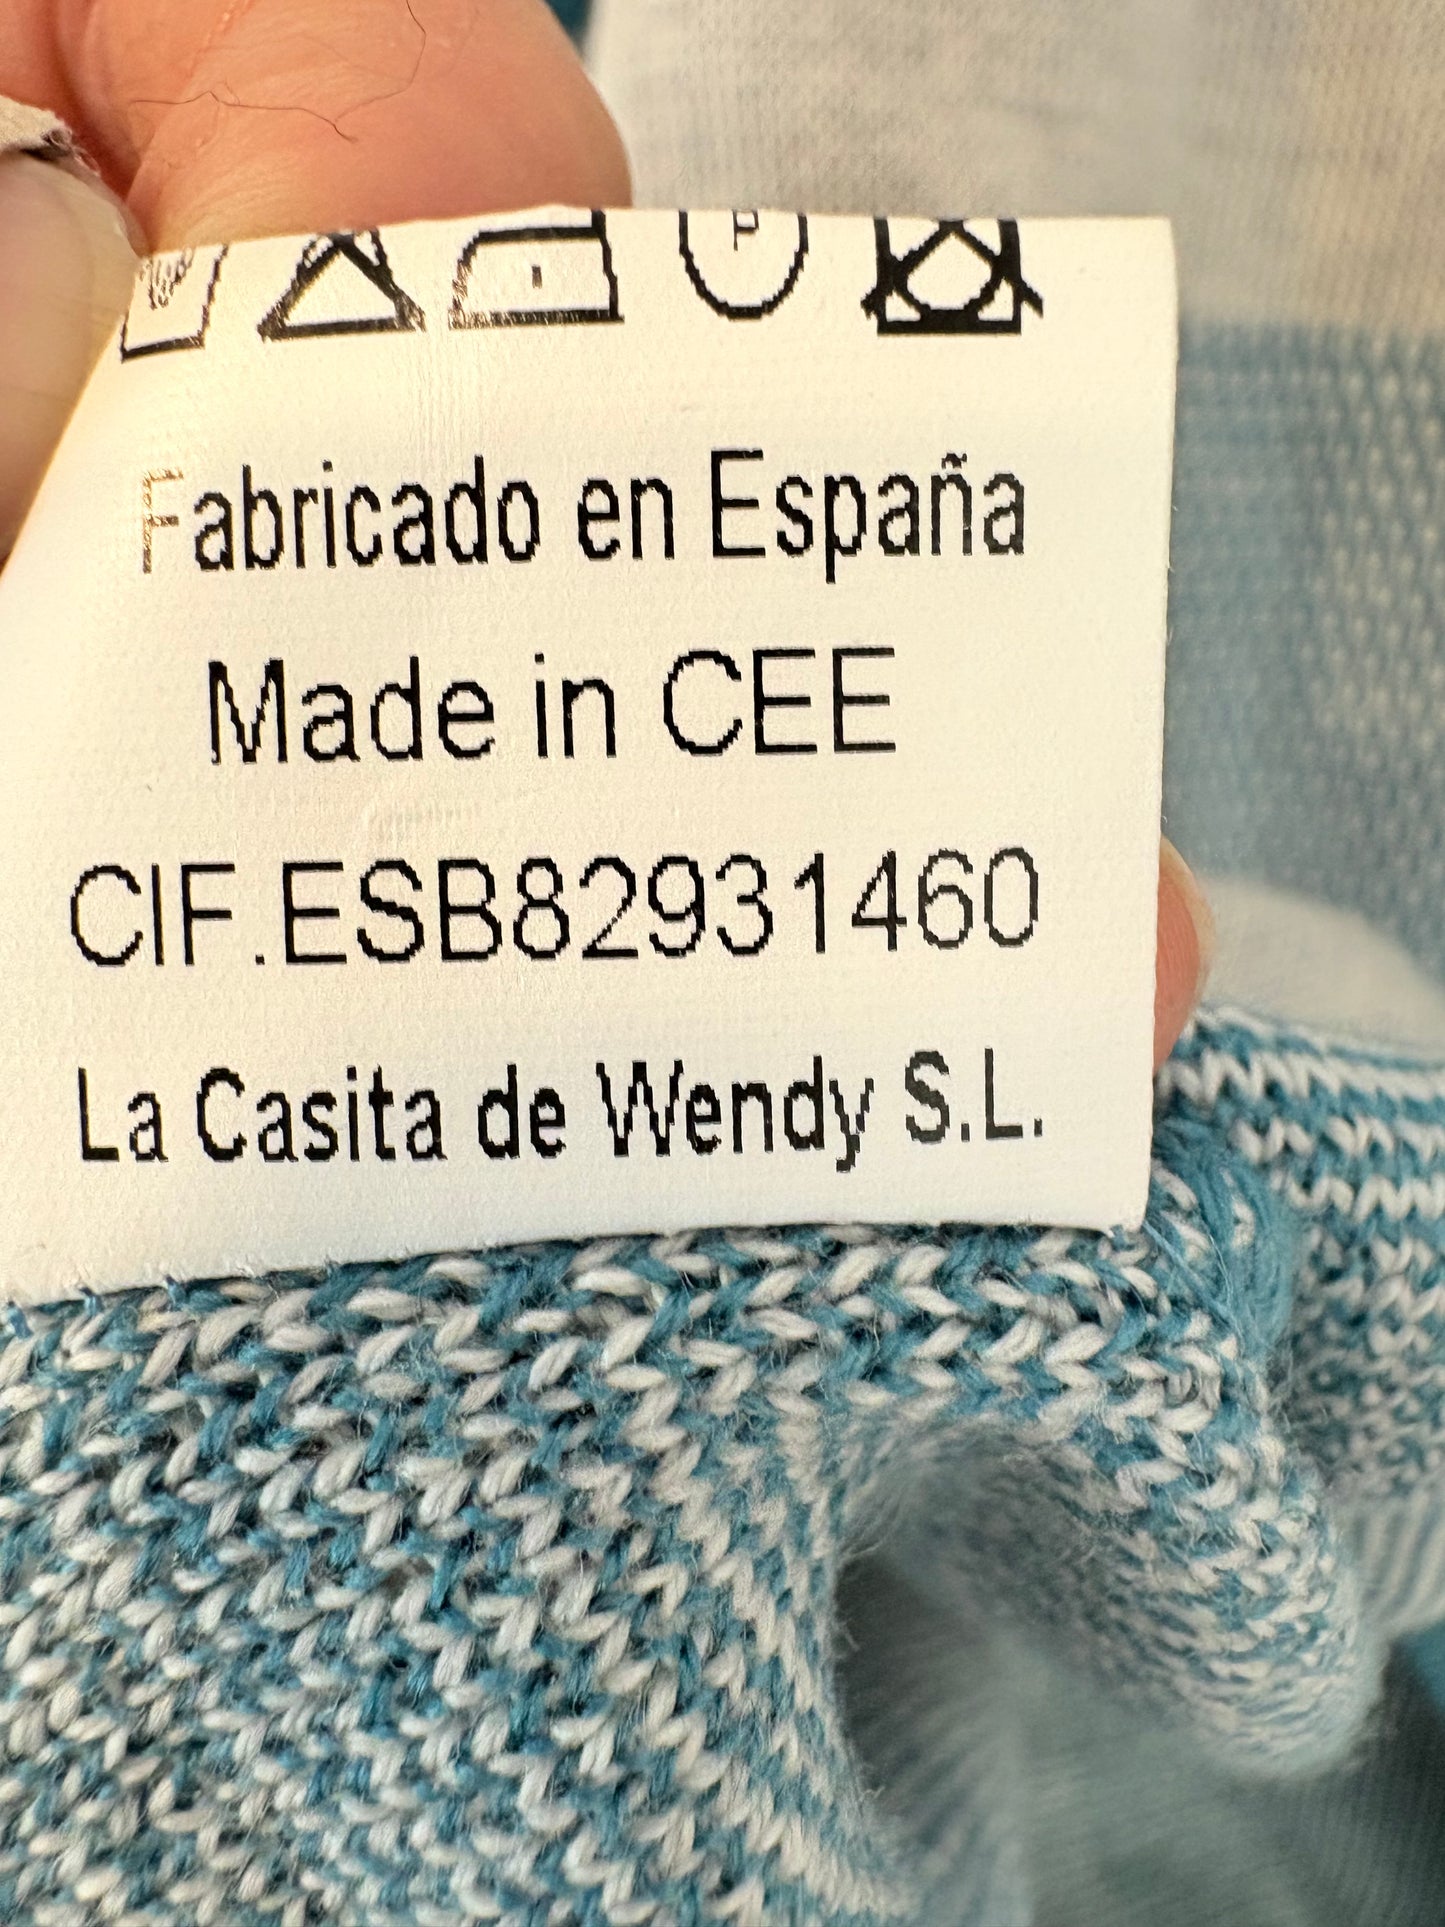 P
Fabricado en España
Made in CEE
CIF.ESB82931460
La Casita de Wendy S.L.